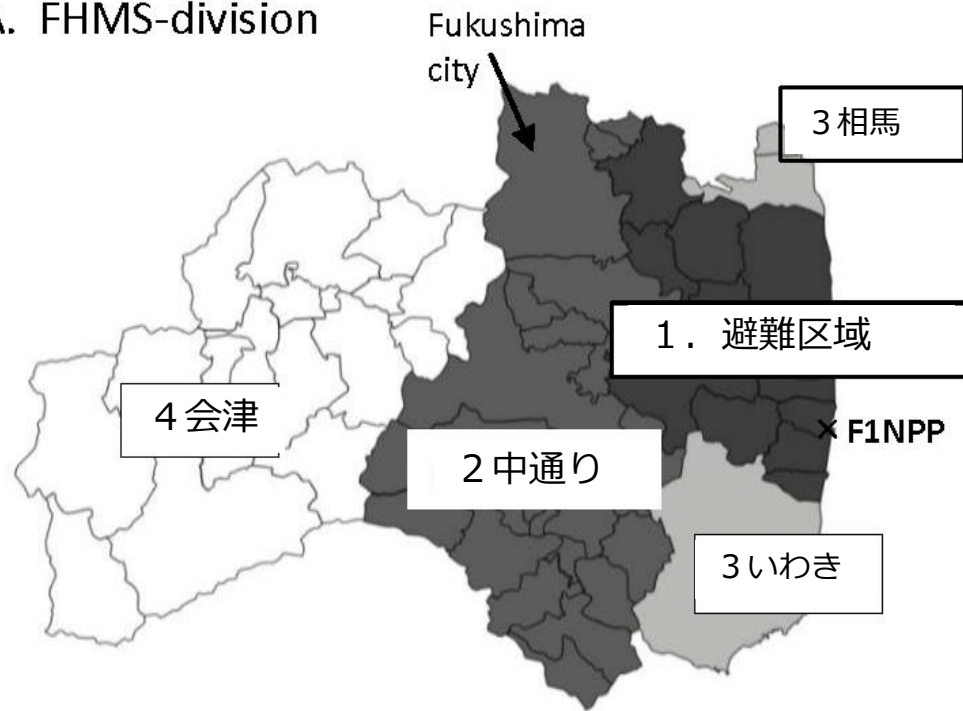 A. FHMS-division
Fukushima
city
3相馬
1．避難区域
4会津
F1NPP
2中通り
3いわき